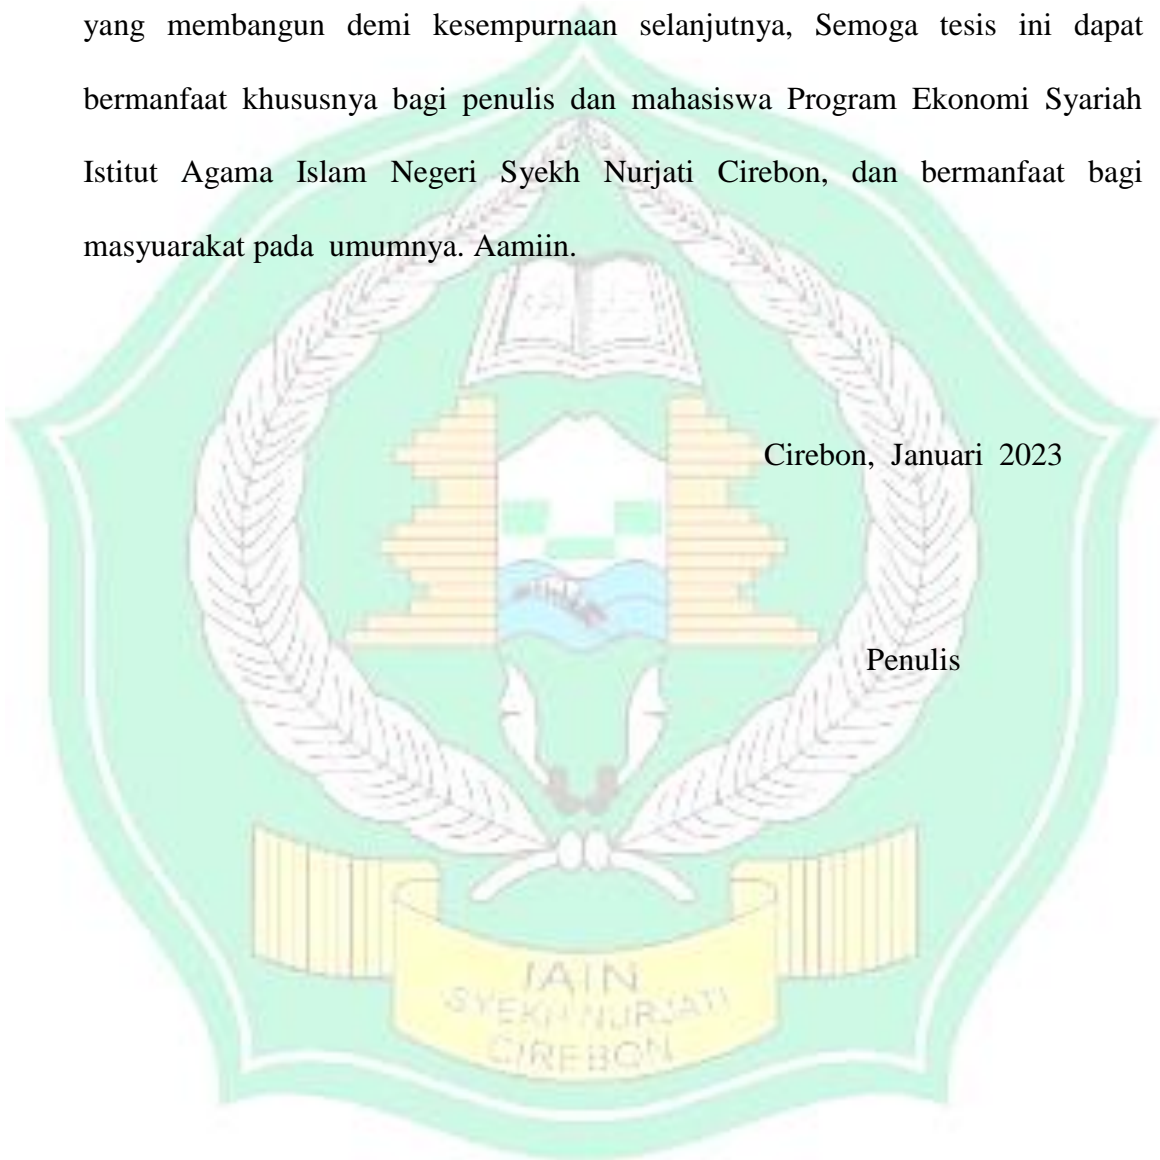 yang membangun demi kesempurnaan selanjutnya, Semoga tesis ini dapat
bermanfaat khususnya bagi penulis dan mahasiswa Program Ekonomi Syariah
Istitut Agama Islam Negeri Syekh Nurjati Cirebon, dan bermanfaat bagi
masyuarakat pada umumnya. Aamiin.
Cirebon, Januari 2023
Penulis
IAIN
SYEKH NURJATI
CIREBON